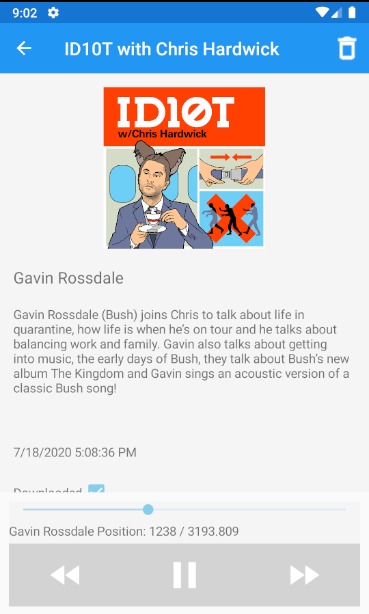 9:02
ID10T with Chris Hardwick
ID10T
w/Chris Hardwick
Gavin Rossdale
Gavin Rossdale (Bush) joins Chris to talk about life in
quarantine, how life is when he's on tour and he talks about
balancing work and family. Gavin also talks about getting
into music, the early days of Bush, they talk about Bush's new
album The Kingdom and Gavin sings an acoustic version of a
classic Bush song!
7/18/2020 5:08:36 PM
Downloaded
Gavin Rossdale Position: 1238 / 3193.809